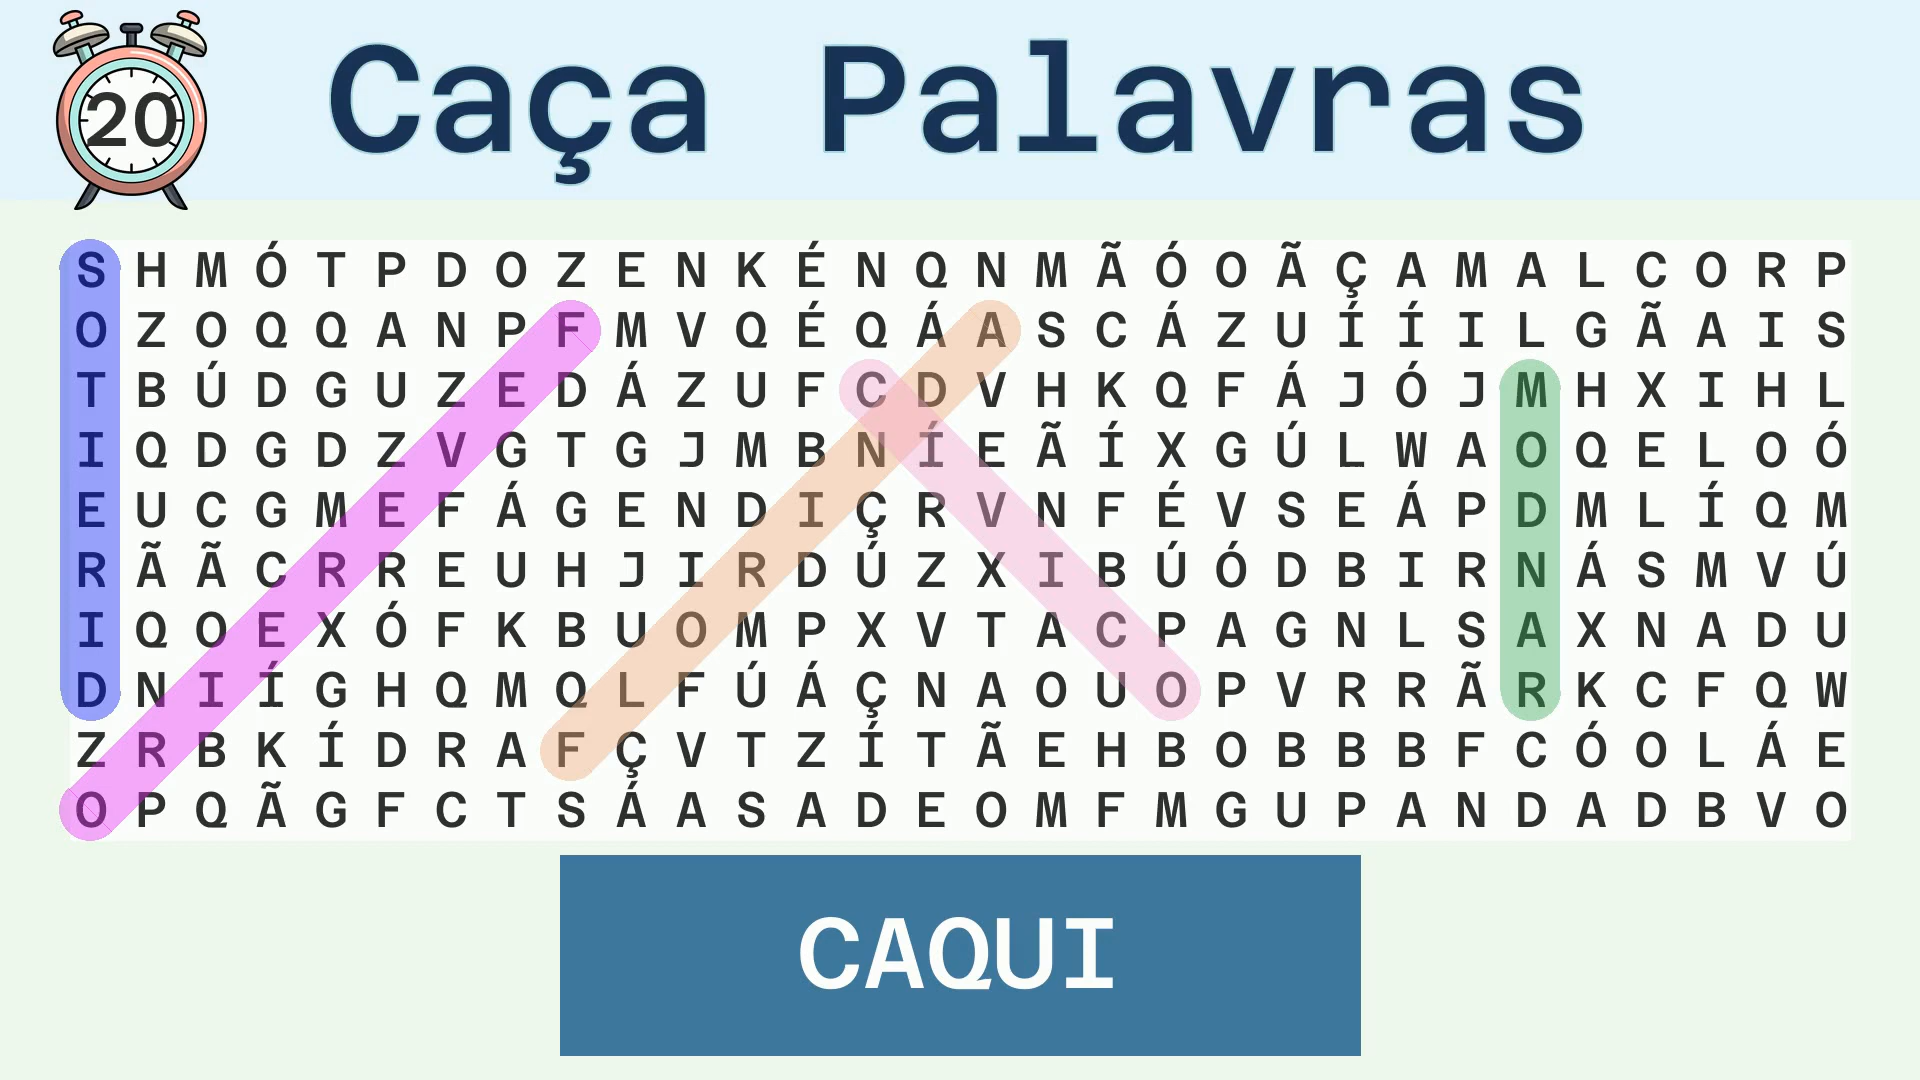 20
Caça Palavras
S H M Ó T P D O Z E N K É N Q N M Ã Ó O Ã Ç A M A L C O R P
O Z O Q Q A N P F M V Q É Q Á A S C Á Z U Í Í I L G Ã A I S
T B Ú D G U Z E D Á Z U F C D V H K Q F Á J Ó J M H X I H L
I Q D G D Z V G T G J M B N Í E Ã Í X G Ú L W A O Q E L O Ó
E U C G M E F Á G E N D I Ç R V N F É V S E Á P D M L Í Q M
R Ã Ã C R R E U H J I R D Ú Z X I B Ú Ó D B I R N Á S M V Ú
I Q O E X Ó F K B U O M P X V T A C P A G N L S A X N A D U
D N I Í G H Q M Q L F Ú Á Ç N A O U O P V R R Ã R K C F Q W
Z R B K Í D R A F Ç V T Z Í T Ã E H B O B B B F C Ó O L Á E
O P Q Ã G F C T S Á A S A D E O M F M G U P A N D A D B V O
CAQUI